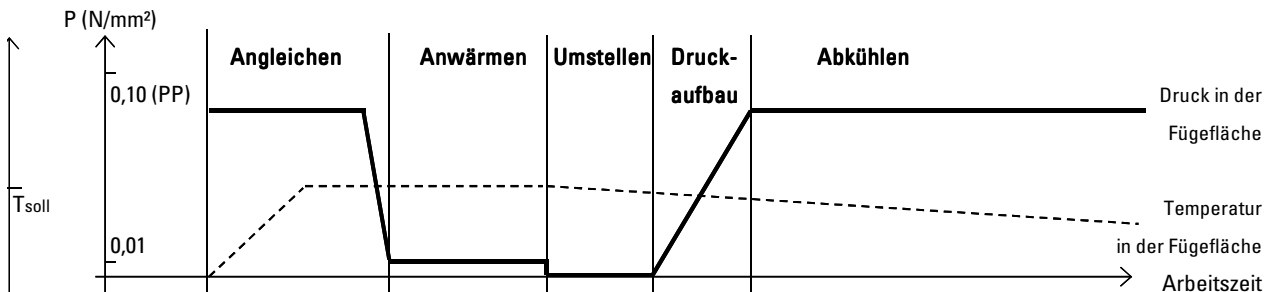 P (N/mm²)
Angleichen
Anwärmen
Umstellen
Druck-
aufbau
Abkühlen
0,10 (PP)
Druck in der
Fügefläche
Tsoll
Temperatur
in der Fügefläche
0,01
Arbeitszeit